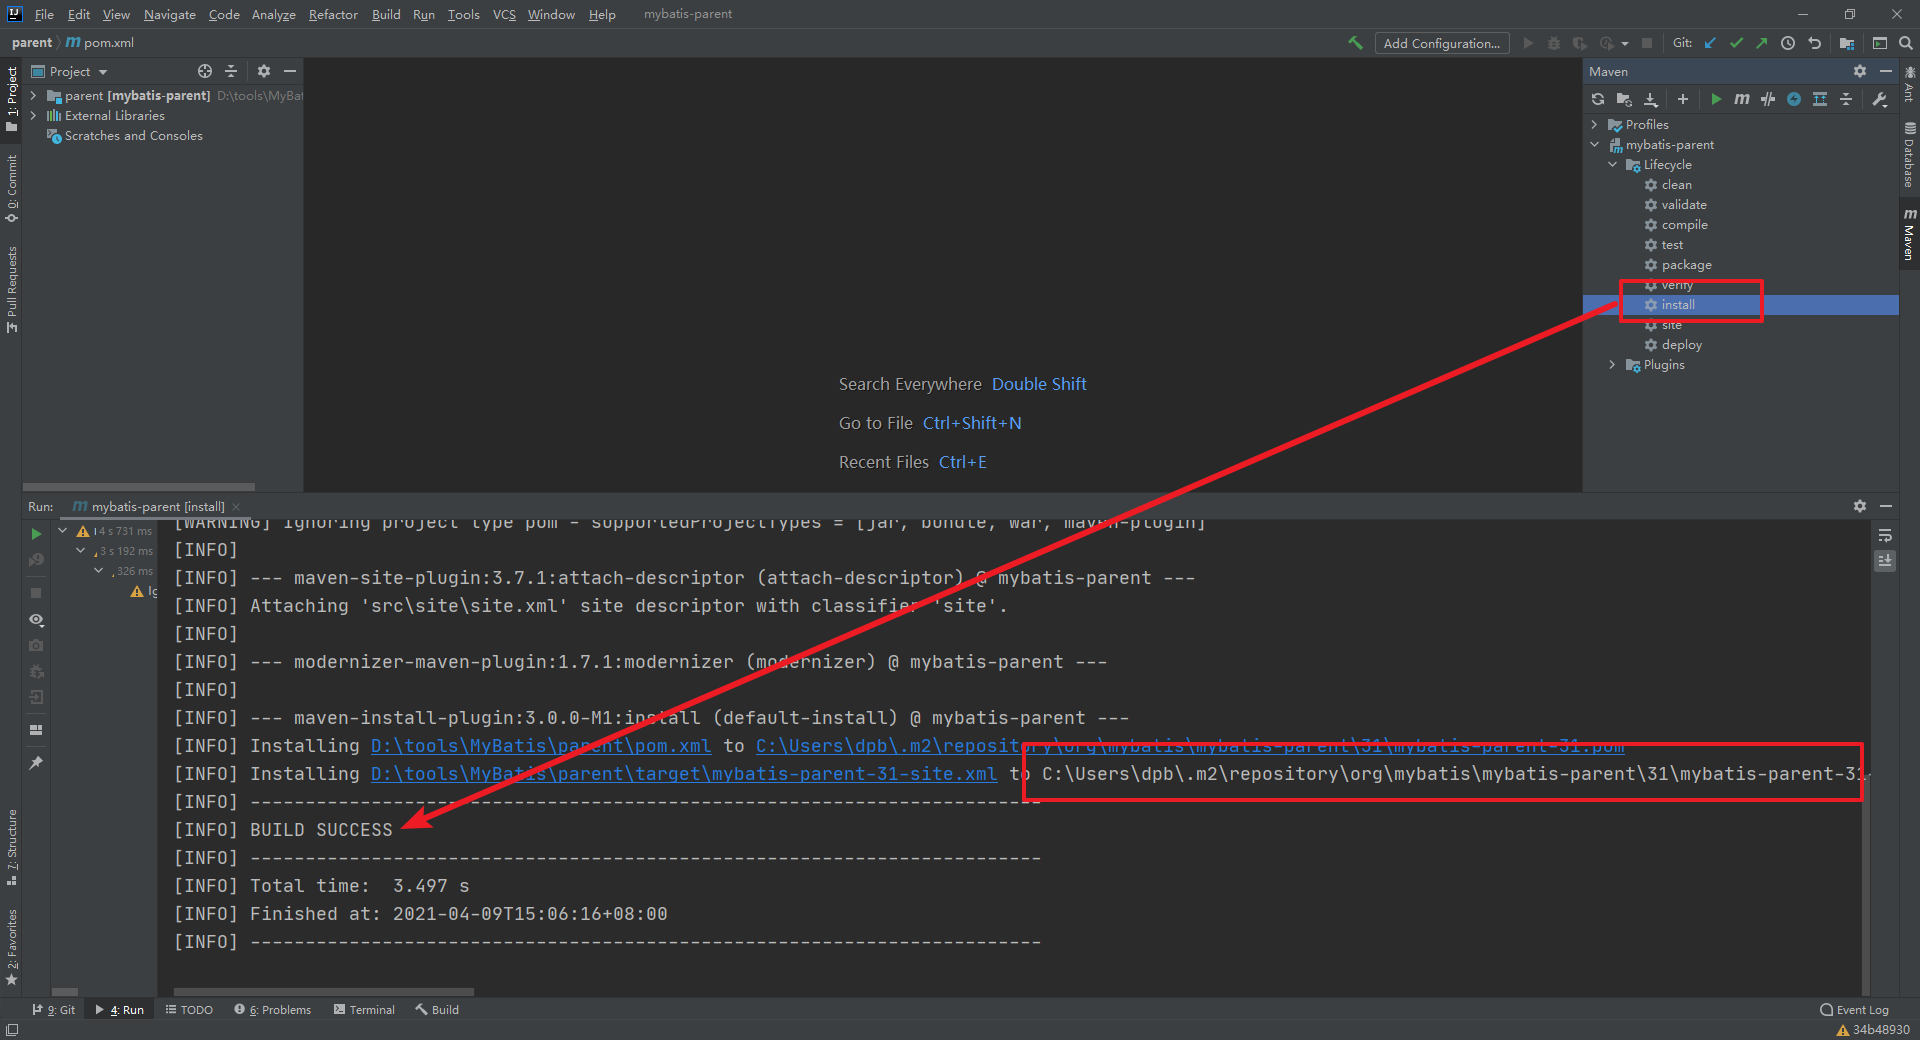 File Edit View Navigate Code Analyze Refactor Build Run Tools VCS Window Help mybatis-parent
parent pom.xml
Add Configuration... Git:
1: Project
0: Commit
Pull Requests
7: Structure
2: Favorites
Project
parent [mybatis-parent] D:\tools\MyBat
External Libraries
Scratches and Consoles
Search Everywhere Double Shift
Go to File Ctrl+Shift+N
Recent Files Ctrl+E
Maven
Profiles
mybatis-parent
Lifecycle
clean
validate
compile
test
package
verify
install
site
deploy
Plugins
Ant
Database
Maven
Run: mybatis-parent [install]
4 s 731 ms
3 s 192 ms
326 ms
Ig
[WARNING] Ignoring project type pom - supportedProjectTypes = [jar, bundle, war, maven-plugin]
[INFO]
[INFO] --- maven-site-plugin:3.7.1:attach-descriptor (attach-descriptor) @ mybatis-parent ---
[INFO] Attaching 'src\site\site.xml' site descriptor with classifier 'site'.
[INFO]
[INFO] --- modernizer-maven-plugin:1.7.1:modernizer (modernizer) @ mybatis-parent ---
[INFO]
[INFO] --- maven-install-plugin:3.0.0-M1:install (default-install) @ mybatis-parent ---
[INFO] Installing D:\tools\MyBatis\parent\pom.xml to C:\Users\dpb\.m2\repository\org\mybatis\mybatis-parent\31\mybatis-parent-31.pom
[INFO] Installing D:\tools\MyBatis\parent\target\mybatis-parent-31-site.xml to C:\Users\dpb\.m2\repository\org\mybatis\mybatis-parent\31\mybatis-parent-31-
[INFO] ------------------------------------------------------------------------
[INFO] BUILD SUCCESS
[INFO] ------------------------------------------------------------------------
[INFO] Total time:  3.497 s
[INFO] Finished at: 2021-04-09T15:06:16+08:00
[INFO] ------------------------------------------------------------------------
9: Git 4: Run TODO 6: Problems Terminal Build Event Log
34b48930